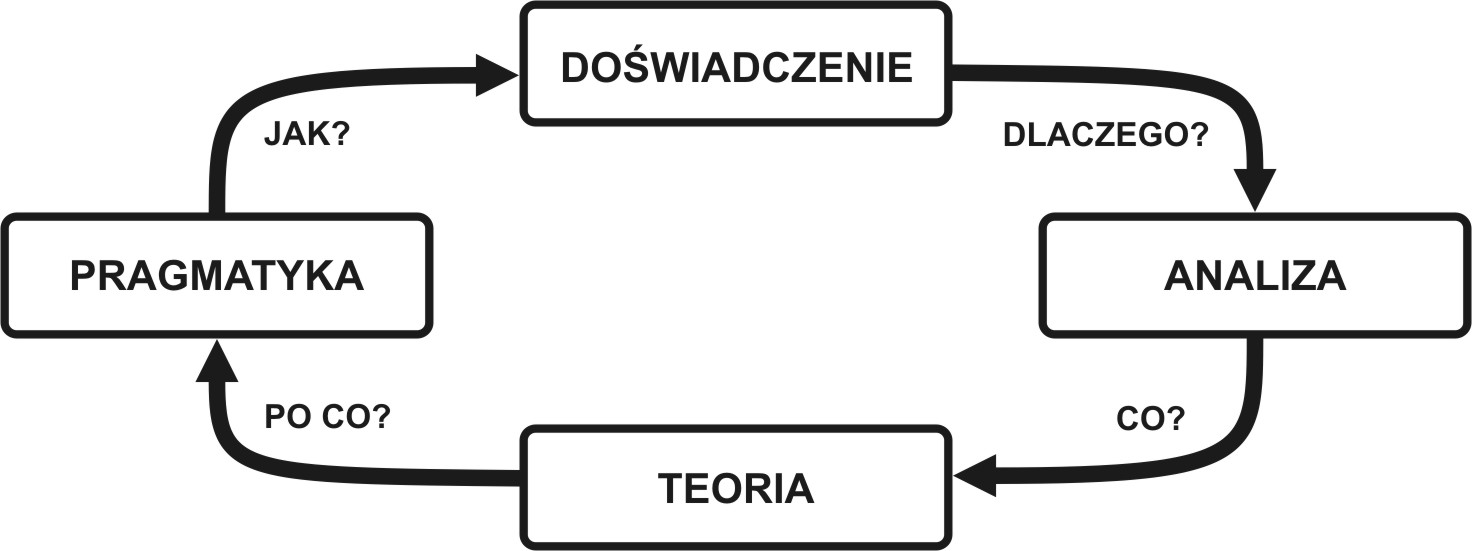 DOŚWIADCZENIE
JAK?
DLACZEGO?
PRAGMATYKA
ANALIZA
PO CO?
CO?
TEORIA